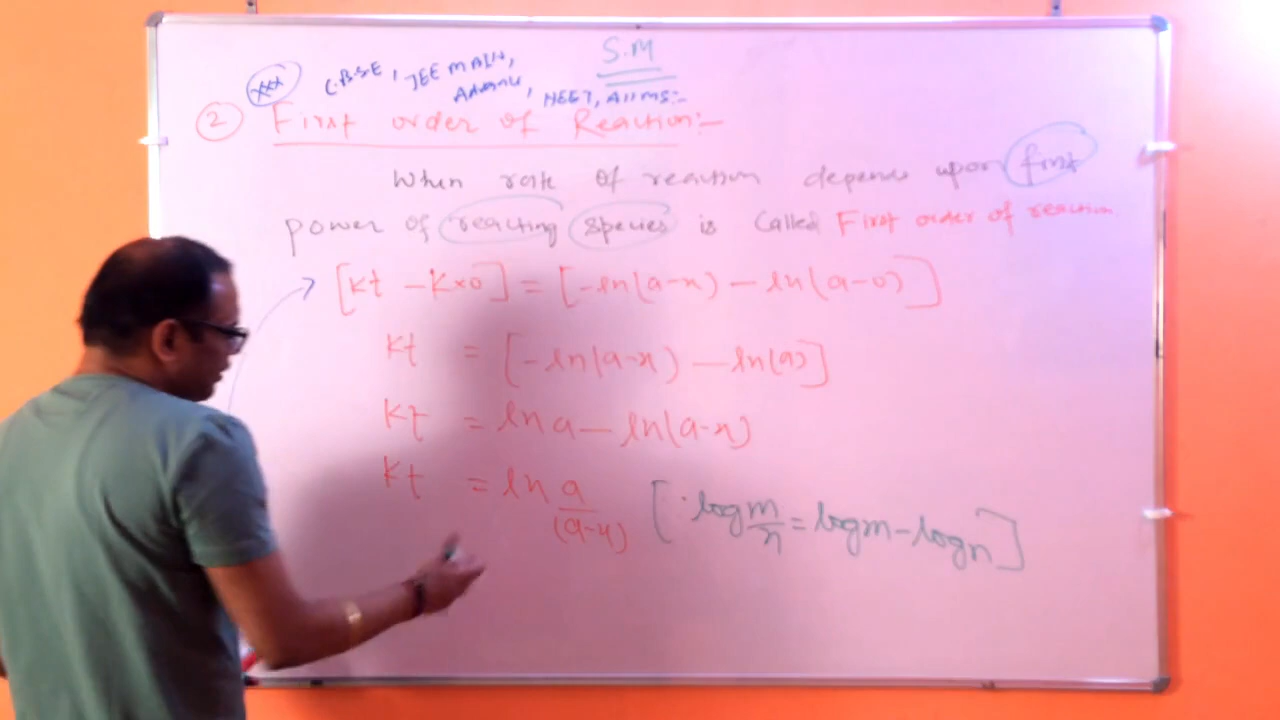 S.M
xxx CBSE, JEE MAIN,
Advance, NEET, AIIMS:-
② First order of Reaction:-
When rate of reaction depends upon first
power of reacting species is called First order of reaction
[Kt - K×0] = [-ln(a-x) - ln(a-0)]
Kt = [-ln(a-x) - ln(a)]
Kt = ln a - ln(a-x)
Kt = ln a/(a-x) [∵ log m/n = log m - log n]